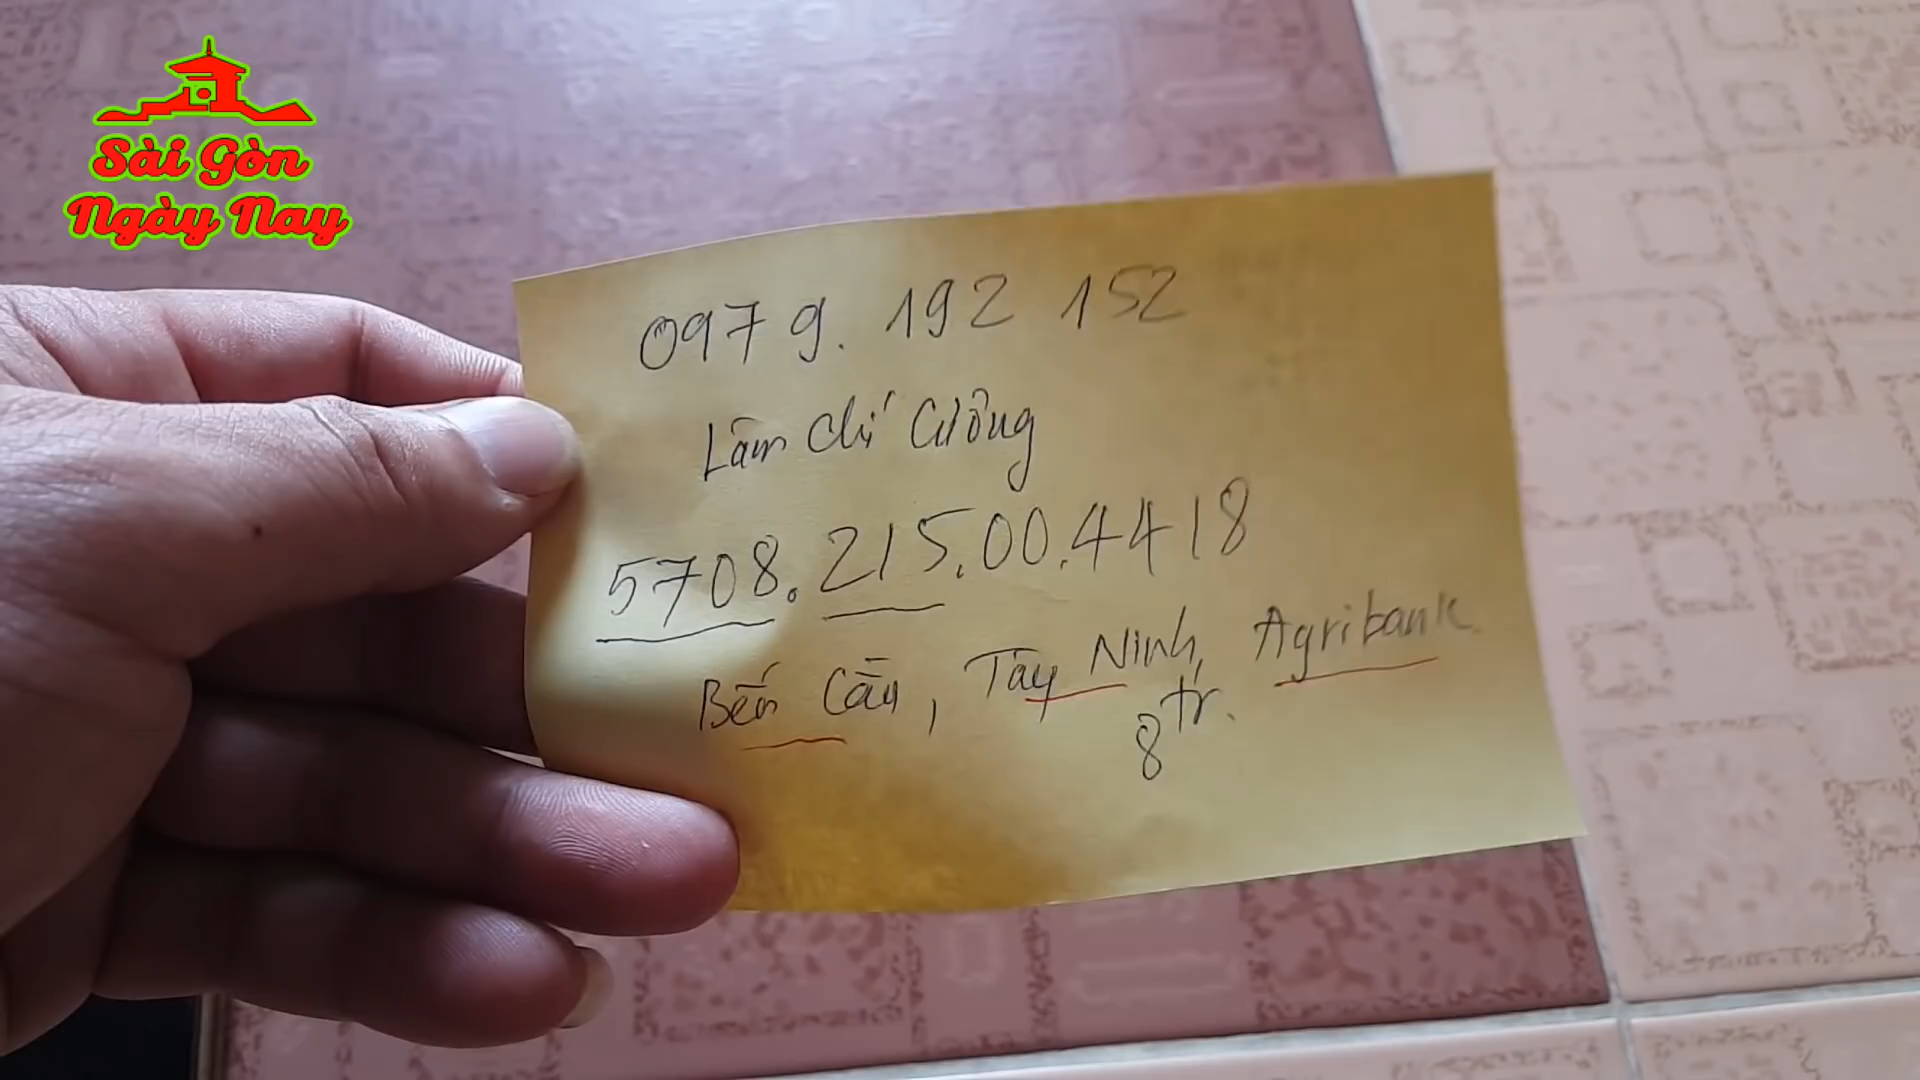 Sài Gòn
Ngày Nay
0979. 192 152
Lâm Chí Cường
5708.215.00.4418
Bến Cầu, Tây Ninh, Agribank
8tr.